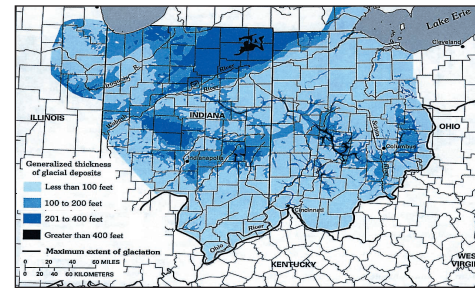 Lake Erie
Cleveland
River
River
ILLINOIS
INDIANA
OHIO
Indianapolis
Columbus
Generalized thickness
of glacial deposits
Less than 100 feet
100 to 200 feet
201 to 400 feet
Greater than 400 feet
Maximum extent of glaciation
0 20 40 60 MILES
0 20 40 60 KILOMETERS
Cincinnati
Ohio River
KENTUCKY
WES
VIRGI